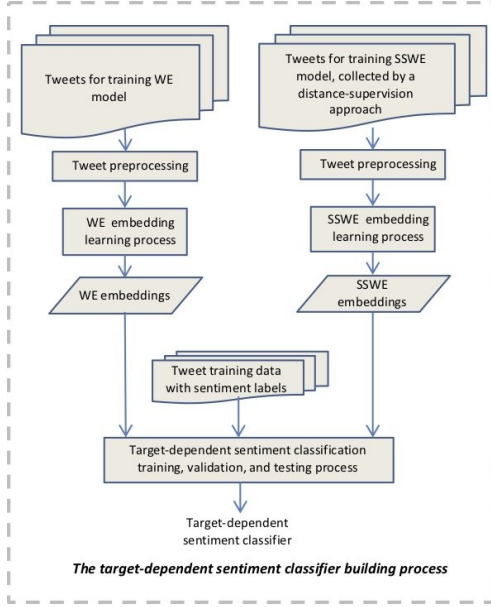 Tweets for training WE
model
Tweets for training SSWE
model, collected by a
distance-supervision
approach
Tweet preprocessing
Tweet preprocessing
WE embedding
learning process
SSWE embedding
learning process
WE embeddings
SSWE
embeddings
Tweet training data
with sentiment labels
Target-dependent sentiment classification
training, validation, and testing process
Target-dependent
sentiment classifier
The target-dependent sentiment classifier building process